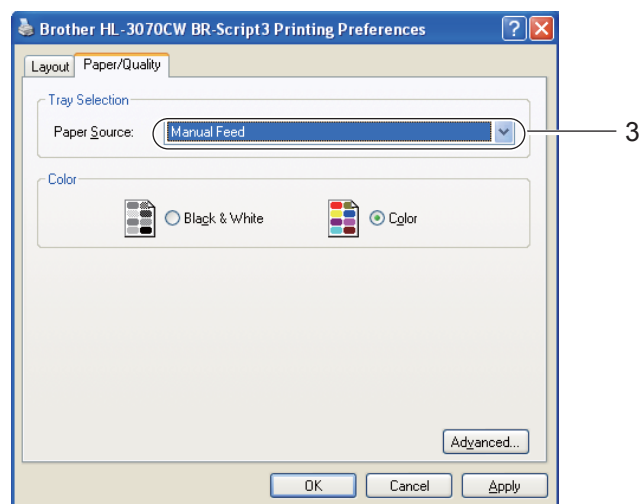 Brother HL-3070CW BR-Script3 Printing Preferences
Layout Paper/Quality
Tray Selection
Paper Source: Manual Feed 3
Color
Black & White Color
Advanced...
OK Cancel Apply